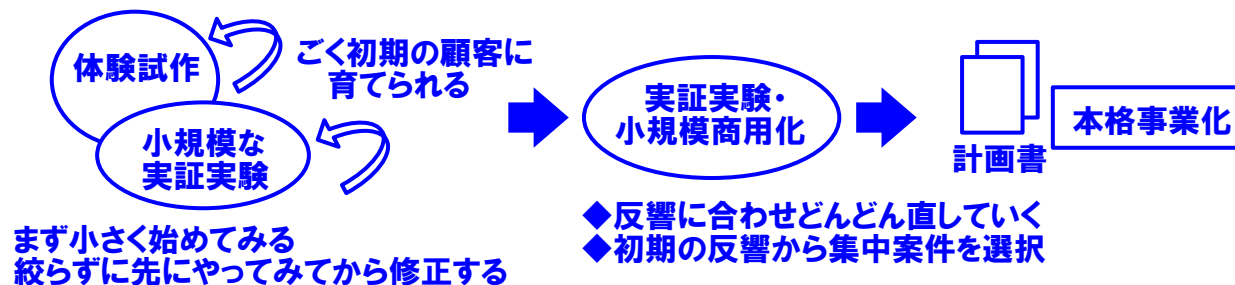 体験試作
ごく初期の顧客に
育てられる
小規模な
実証実験
まず小さく始めてみる
絞らずに先にやってみてから修正する
実証実験・
小規模商用化
◆反響に合わせどんどん直していく
◆初期の反響から集中案件を選択
計画書
本格事業化